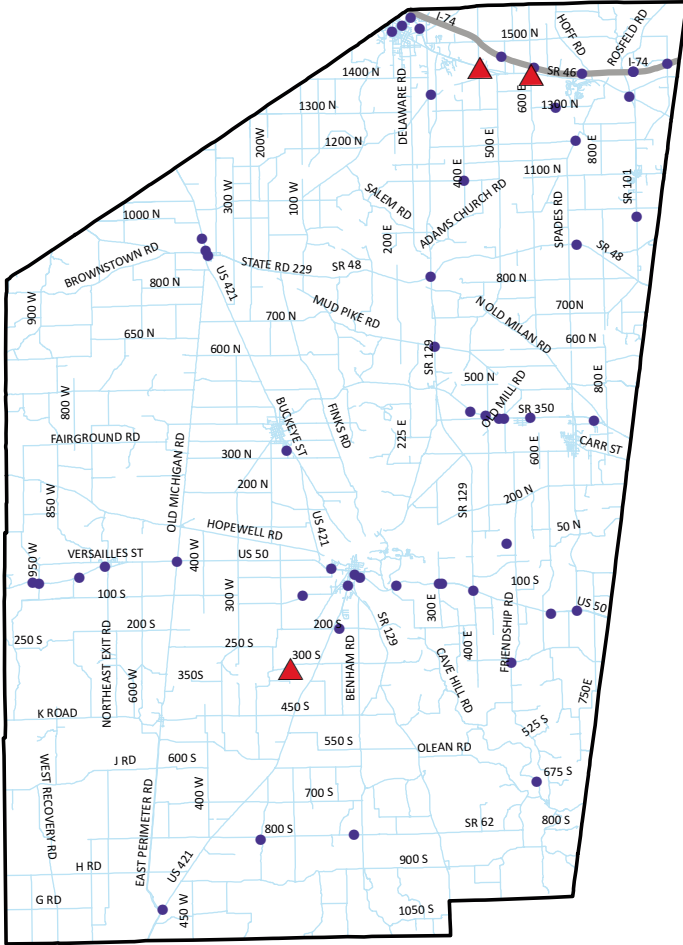 I-74
1500 N
HOFF RD
ROSFELD RD
1400 N
DELAWARE RD
SR 46
I-74
1300 N
600 E
1300 N
200W
1200 N
500 E
800 E
400 E
1100 N
300 W
100 W
SALEM RD
ADAMS CHURCH RD
SPADES RD
SR 101
1000 N
200 E
BROWNSTOWN RD
STATE RD 229
SR 48
SR 48
800 N
US 421
800 N
900 W
MUD PIKE RD
N OLD MILAN RD
700N
700 N
650 N
600 N
600 N
SR 129
500 N
OLD MILL RD
800 E
800 W
BUCKEYE ST
FINKS RD
SR 350
FAIRGROUND RD
OLD MICHIGAN RD
225 E
600 E
CARR ST
300 N
200 N
850 W
SR 129
200 N
HOPEWELL RD
US 421
50 N
VERSAILLES ST
400 W
US 50
950 W
100 S
100 S
300 W
300 E
FRIENDSHIP RD
US 50
200 S
200 S
SR 129
250 S
NORTHEAST EXIT RD
250 S
400 E
300 S
BENHAM RD
CAVE HILL RD
600 W
350S
750E
K ROAD
450 S
525 S
550 S
OLEAN RD
J RD
600 S
WEST RECOVERY RD
EAST PERIMETER RD
400 W
675 S
700 S
800 S
SR 62
800 S
H RD
US 421
900 S
G RD
450 W
1050 S